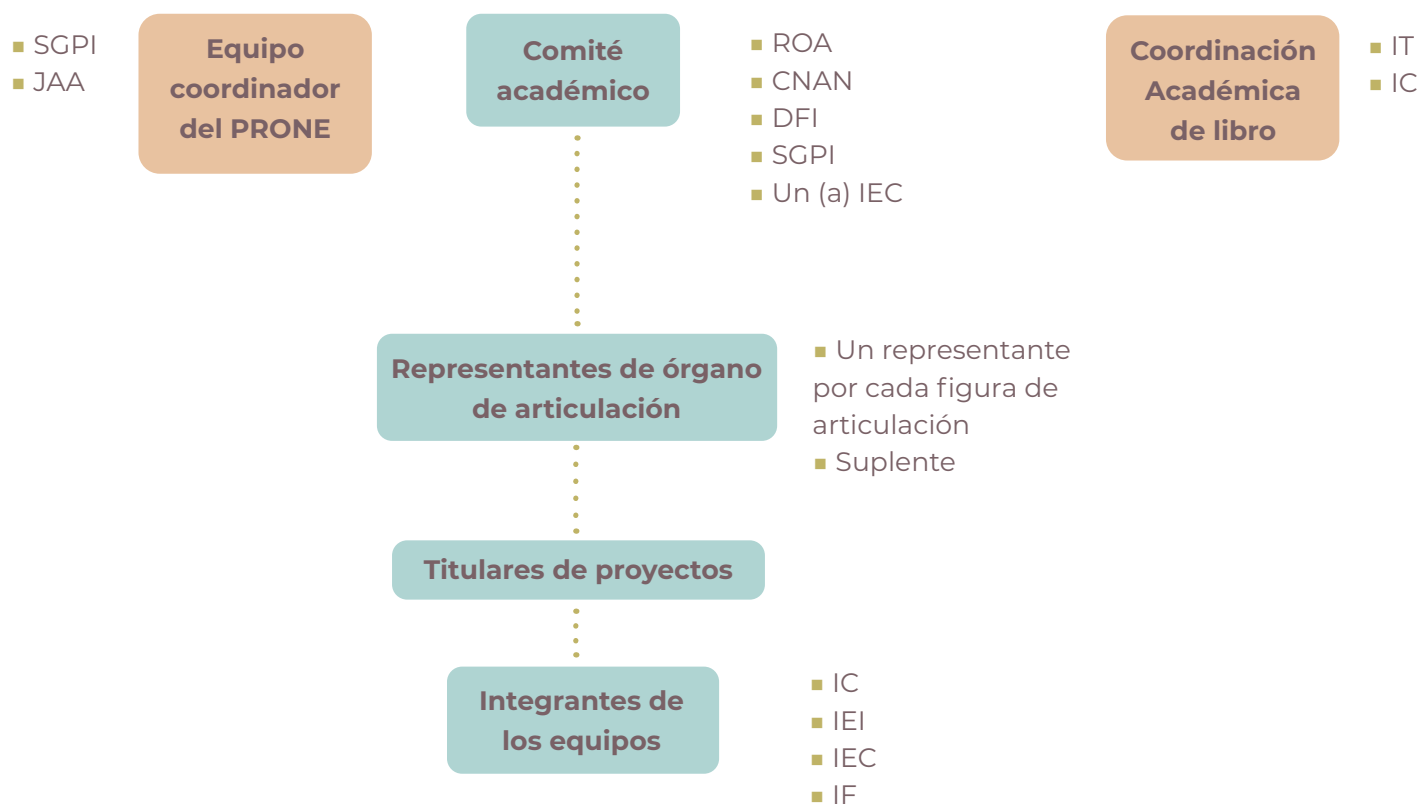 SGPI
JAA
Equipo
coordinador
del PRONE
Comité
académico
ROA
CNAN
DFI
SGPI
Un (a) IEC
Coordinación
Académica
de libro
IT
IC
Representantes de órgano
de articulación
Un representante
por cada figura de
articulación
Suplente
Titulares de proyectos
Integrantes de
los equipos
IC
IEI
IEC
IF